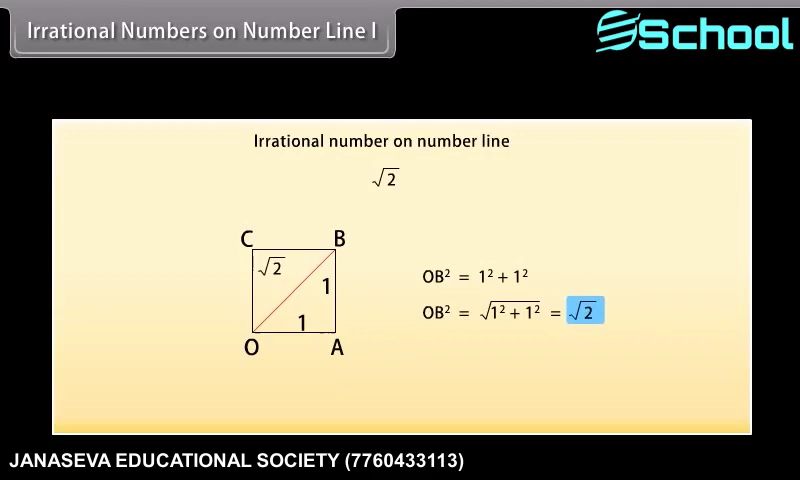 Irrational Numbers on Number Line I
School
Irrational number on number line
√2
C B
√2
1
1
O A
OB² = 1² + 1²
OB² = √1² + 1² = √2
JANASEVA EDUCATIONAL SOCIETY (7760433113)